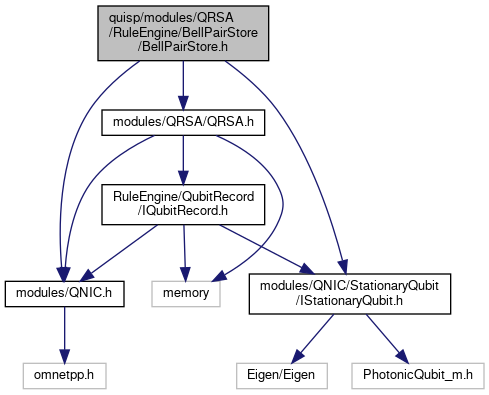 quisp/modules/QRSA
/RuleEngine/BellPairStore
/BellPairStore.h
modules/QRSA/QRSA.h
RuleEngine/QubitRecord
/IQubitRecord.h
modules/QNIC.h
memory
modules/QNIC/StationaryQubit
/IStationaryQubit.h
omnetpp.h
Eigen/Eigen
PhotonicQubit_m.h